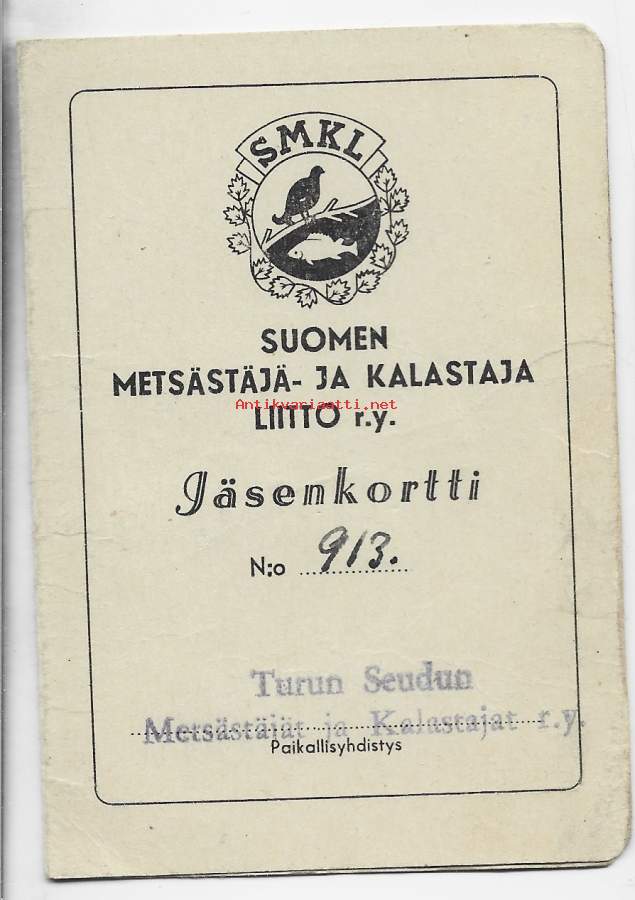 SMKL
SUOMEN
METSÄSTÄJÄ- JA KALASTAJA
Antikvariaatti.net
LIITTO r.y.
Jäsenkortti
N:o 913.
Turun Seudun
Metsästäjät ja Kalastajat r.y.
Paikallisyhdistys